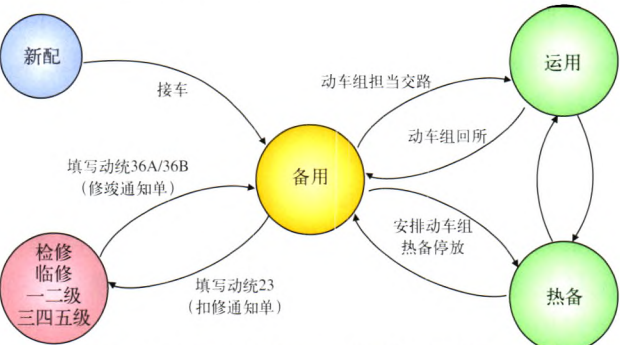 新配
接车
动车组担当交路
运用
动车组回所
填写动统36A/36B
（修竣通知单）
备用
安排动车组
热备停放
检修
临修
一二级
三四五级
填写动统23
（扣修通知单）
热备